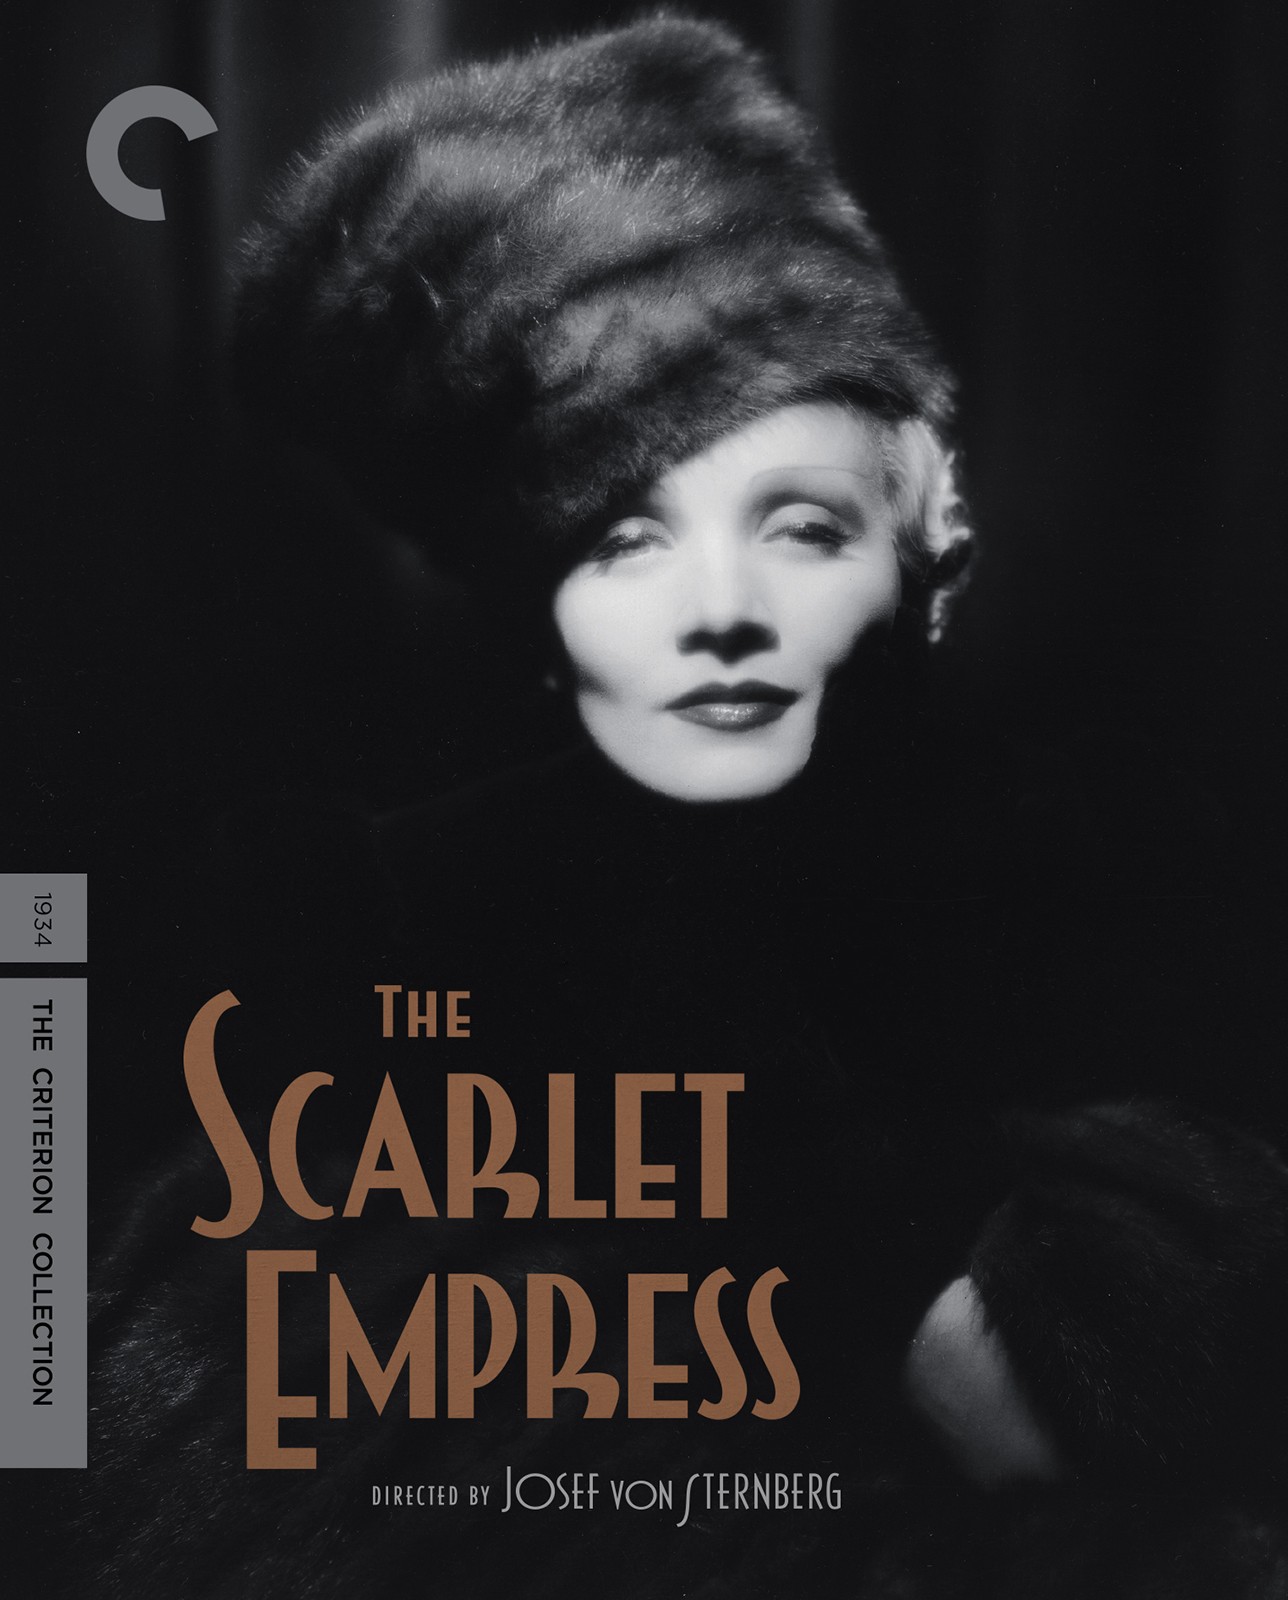 1934
THE CRITERION COLLECTION
THE
SCARLET
EMPRESS
DIRECTED BY JOSEF VON STERNBERG